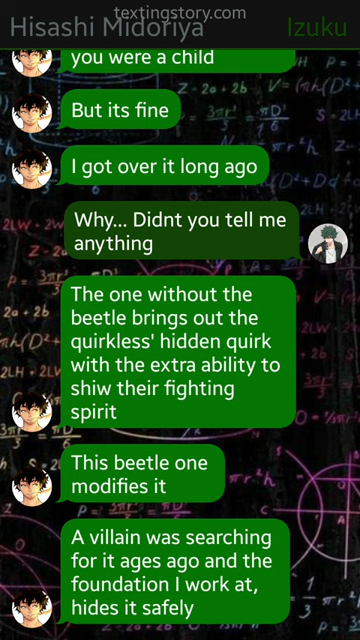 textingstory.com
Hisashi Midoriya
Izuku
you were a child
But its fine
I got over it long ago
Why... Didnt you tell me
anything
The one without the
beetle brings out the
quirkless' hidden quirk
with the extra ability to
shiw their fighting
spirit
This beetle one
modifies it
A villain was searching
for it ages ago and the
foundation I work at,
hides it safely